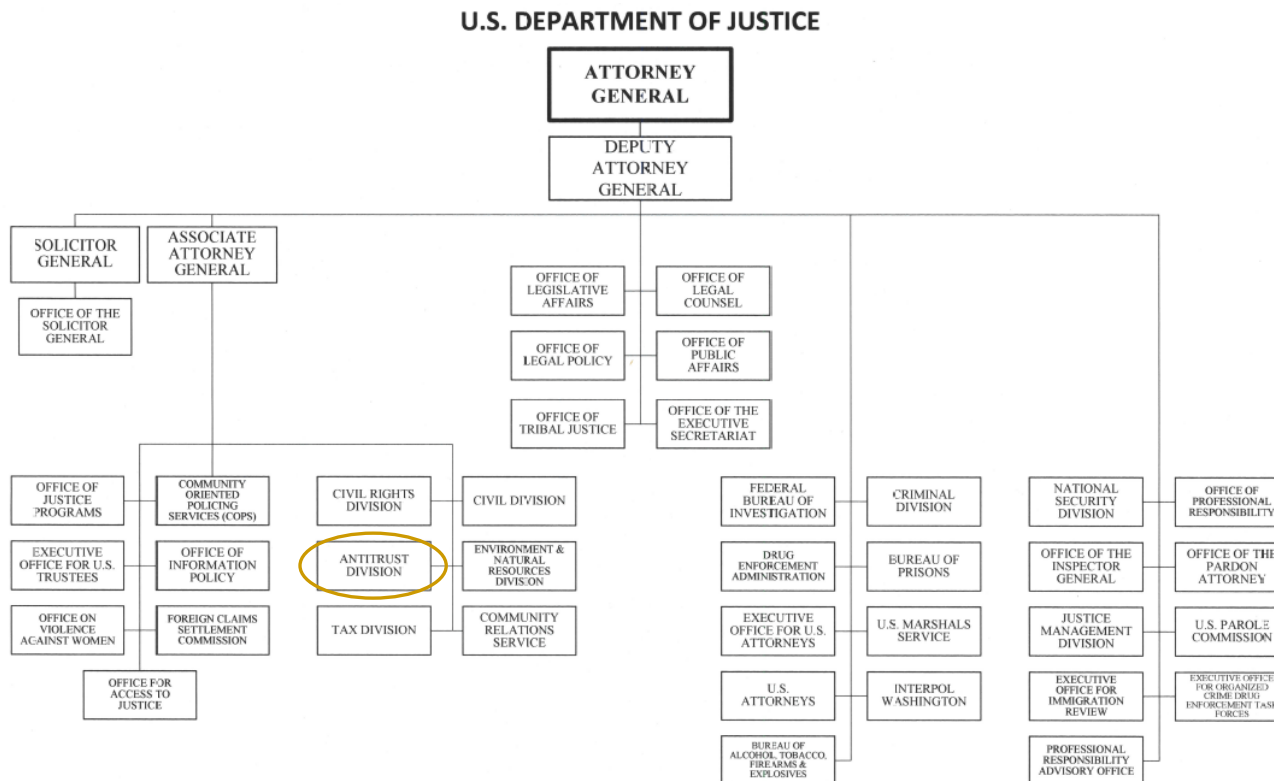 U.S. DEPARTMENT OF JUSTICE
ATTORNEY
GENERAL
DEPUTY
ATTORNEY
GENERAL
SOLICITOR
GENERAL
ASSOCIATE
ATTORNEY
GENERAL
OFFICE OF THE
SOLICITOR
GENERAL
OFFICE OF
LEGISLATIVE
AFFAIRS
OFFICE OF
LEGAL
COUNSEL
OFFICE OF
LEGAL POLICY
OFFICE OF
PUBLIC
AFFAIRS
OFFICE OF
TRIBAL JUSTICE
OFFICE OF THE
EXECUTIVE
SECRETARIAT
OFFICE OF
JUSTICE
PROGRAMS
COMMUNITY
ORIENTED
POLICING
SERVICES (COPS)
EXECUTIVE
OFFICE FOR U.S.
TRUSTEES
OFFICE OF
INFORMATION
POLICY
OFFICE ON
VIOLENCE
AGAINST WOMEN
FOREIGN CLAIMS
SETTLEMENT
COMMISSION
OFFICE FOR
ACCESS TO
JUSTICE
CIVIL RIGHTS
DIVISION
CIVIL DIVISION
ANTITRUST
DIVISION
ENVIRONMENT &
NATURAL
RESOURCES
DIVISION
TAX DIVISION
COMMUNITY
RELATIONS
SERVICE
FEDERAL
BUREAU OF
INVESTIGATION
CRIMINAL
DIVISION
DRUG
ENFORCEMENT
ADMINISTRATION
BUREAU OF
PRISONS
EXECUTIVE
OFFICE FOR U.S.
ATTORNEYS
U.S. MARSHALS
SERVICE
U.S.
ATTORNEYS
INTERPOL
WASHINGTON
BUREAU OF
ALCOHOL, TOBACCO,
FIREARMS &
EXPLOSIVES
NATIONAL
SECURITY
DIVISION
OFFICE OF
PROFESSIONAL
RESPONSIBILITY
OFFICE OF THE
INSPECTOR
GENERAL
OFFICE OF THE
PARDON
ATTORNEY
JUSTICE
MANAGEMENT
DIVISION
U.S. PAROLE
COMMISSION
EXECUTIVE
OFFICE FOR
IMMIGRATION
REVIEW
EXECUTIVE OFFICE
FOR ORGANIZED
CRIME DRUG
ENFORCEMENT TASK
FORCES
PROFESSIONAL
RESPONSIBILITY
ADVISORY OFFICE